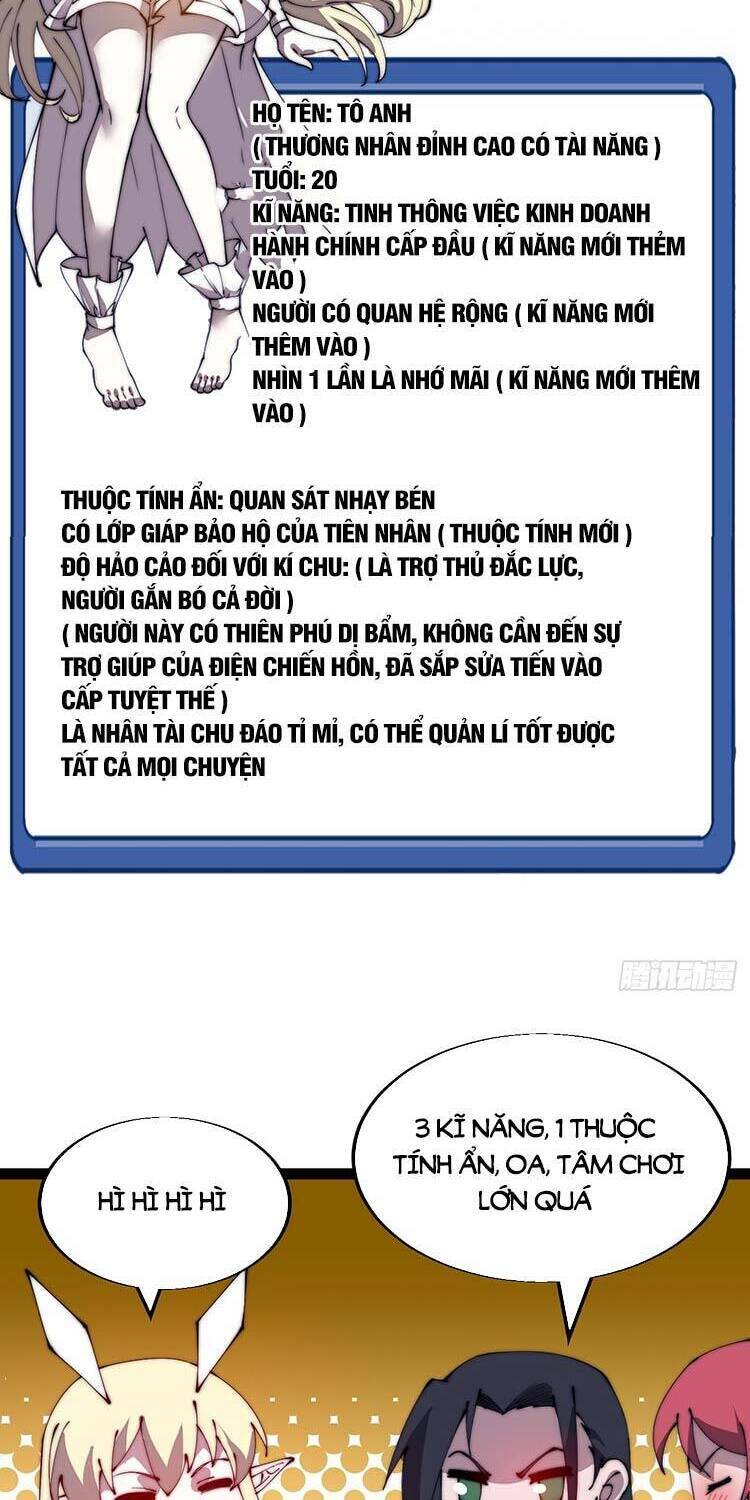 HỌ TÊN: TÔ ANH
( THƯƠNG NHÂN ĐỈNH CAO CÓ TÀI NĂNG )
TUỔI: 20
KĨ NĂNG: TINH THÔNG VIỆC KINH DOANH
HÀNH CHÍNH CẤP ĐẦU ( KĨ NĂNG MỚI THẺM
VÀO )
NGƯỜI CÓ QUAN HỆ RỘNG ( KĨ NĂNG MỚI
THÊM VÀO )
NHÌN 1 LẦN LÀ NHỚ MÃI ( KĨ NĂNG MỚI THÊM
VÀO )
THUỘC TÍNH ẨN: QUAN SÁT NHẠY BÉN
CÓ LỚP GIÁP BẢO HỘ CỦA TIÊN NHÂN ( THUỘC TÍNH MỚI )
ĐỘ HẢO CẢO ĐỐI VỚI KÍ CHU: ( LÀ TRỢ THỦ ĐẮC LỰC,
NGƯỜI GẮN BÓ CẢ ĐỜI )
( NGƯỜI NÀY CÓ THIÊN PHÚ DỊ BẨM, KHÔNG CẦN ĐẾN SỰ
TRỢ GIÚP CỦA ĐIỆN CHIẾN HỒN, ĐÃ SẮP SỬA TIẾN VÀO
CẤP TUYỆT THẾ )
LÀ NHÂN TÀI CHU ĐÁO TỈ MỈ, CÓ THỂ QUẢN LÍ TỐT ĐƯỢC
TẤT CẢ MỌI CHUYỆN
腾讯动漫
3 KĨ NĂNG, 1 THUỘC
TÍNH ẨN, OA, TÂM CHƠI
LỚN QUÁ
HÌ HÌ HÌ HÌ